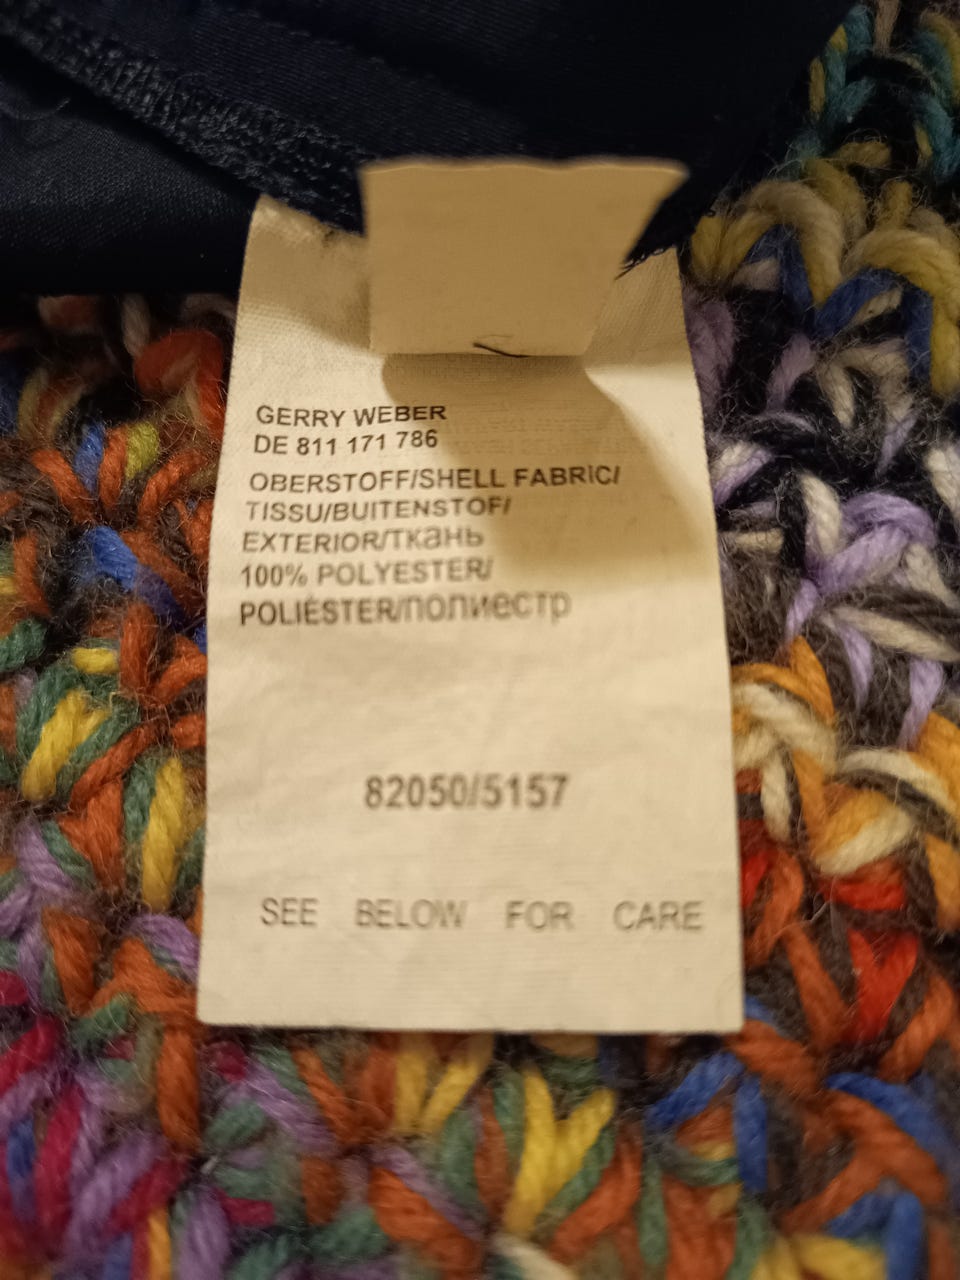 GERRY WEBER
DE 811 171 786
OBERSTOFF/SHELL FABRIC/
TISSU/BUITENSTOF/
EXTERIOR/ТКАНЬ
100% POLYESTER/
POLIÉSTER/ПОЛИЕСТР
82050/5157
SEE BELOW FOR CARE